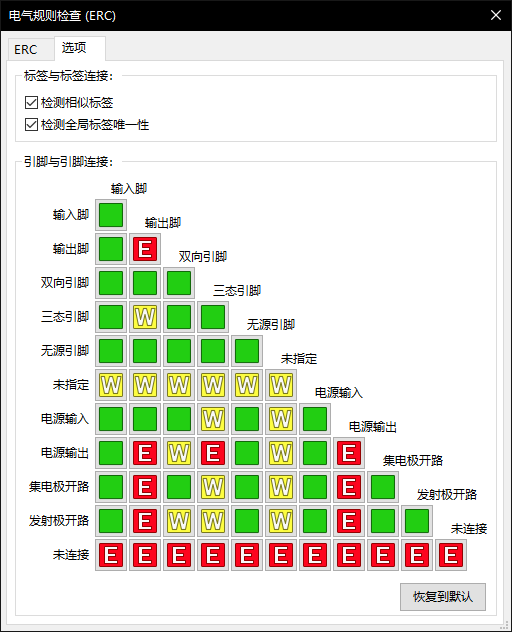 电气规则检查 (ERC)
ERC 选项
标签与标签连接：
检测相似标签
检测全局标签唯一性
引脚与引脚连接：
输入脚
输入脚
输出脚
输出脚 E
双向引脚
双向引脚
三态引脚
三态引脚 W
无源引脚
无源引脚
未指定
未指定 W W W W W W
电源输入
电源输入 W W
电源输出
电源输出 E W E W E
集电极开路
集电极开路 E W W E
发射极开路
发射极开路 E W W W E
未连接
未连接 E E E E E E E E E E E
恢复到默认